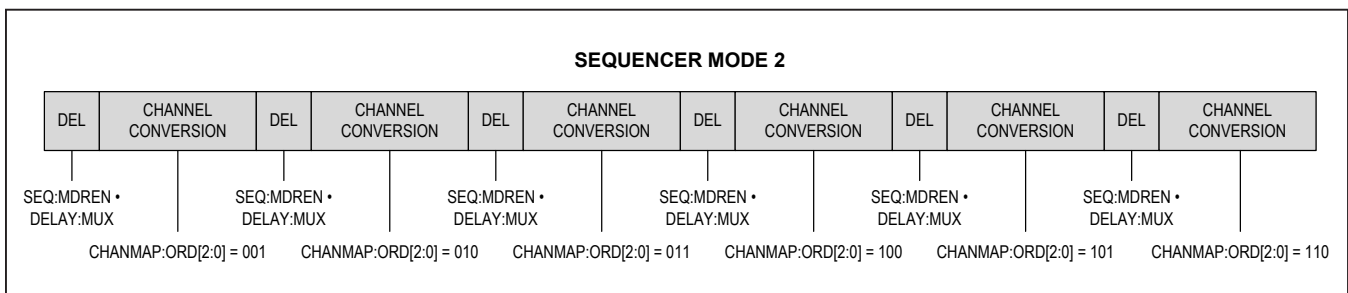 SEQUENCER MODE 2
DEL
CHANNEL
CONVERSION
DEL
CHANNEL
CONVERSION
DEL
CHANNEL
CONVERSION
DEL
CHANNEL
CONVERSION
DEL
CHANNEL
CONVERSION
DEL
CHANNEL
CONVERSION
SEQ:MDREN •
DELAY:MUX
SEQ:MDREN •
DELAY:MUX
SEQ:MDREN •
DELAY:MUX
SEQ:MDREN •
DELAY:MUX
SEQ:MDREN •
DELAY:MUX
SEQ:MDREN •
DELAY:MUX
CHANMAP:ORD[2:0] = 001
CHANMAP:ORD[2:0] = 010
CHANMAP:ORD[2:0] = 011
CHANMAP:ORD[2:0] = 100
CHANMAP:ORD[2:0] = 101
CHANMAP:ORD[2:0] = 110